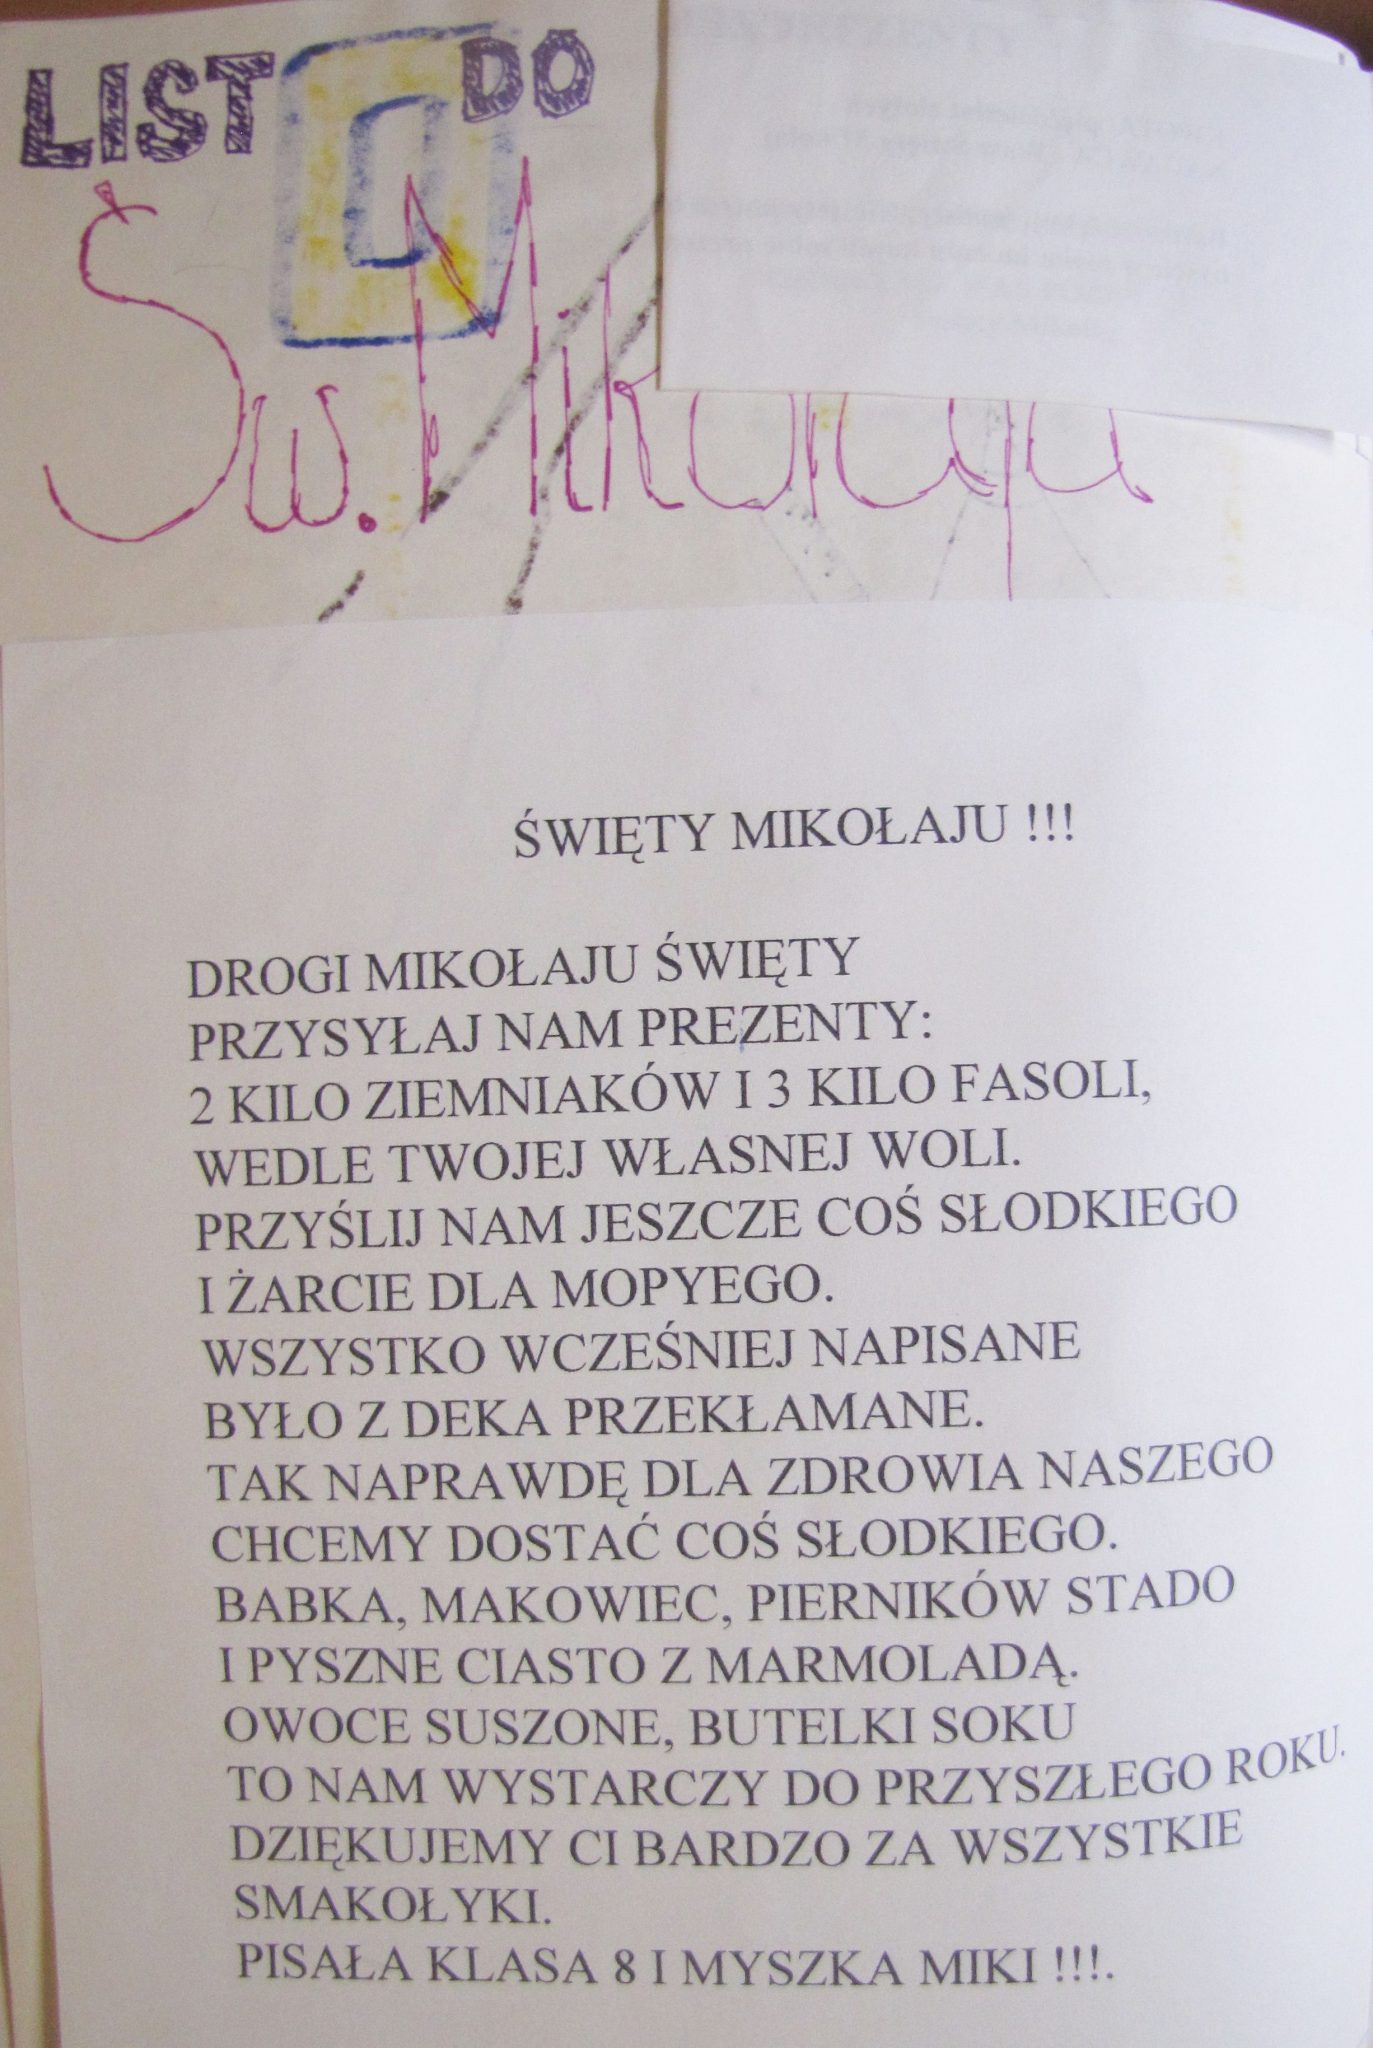 LIST DO
Św. Mikołaja
ŚWIĘTY MIKOŁAJU !!!
DROGI MIKOŁAJU ŚWIĘTY
PRZYSYŁAJ NAM PREZENTY:
2 KILO ZIEMNIAKÓW I 3 KILO FASOLI,
WEDLE TWOJEJ WŁASNEJ WOLI.
PRZYŚLIJ NAM JESZCZE COŚ SŁODKIEGO
I ŻARCIE DLA MOPYEGO.
WSZYSTKO WCZEŚNIEJ NAPISANE
BYŁO Z DEKA PRZEKŁAMANE.
TAK NAPRAWDĘ DLA ZDROWIA NASZEGO
CHCEMY DOSTAĆ COŚ SŁODKIEGO.
BABKA, MAKOWIEC, PIERNIKÓW STADO
I PYSZNE CIASTO Z MARMOLADĄ.
OWOCE SUSZONE, BUTELKI SOKU
TO NAM WYSTARCZY DO PRZYSZŁEGO ROKU.
DZIĘKUJEMY CI BARDZO ZA WSZYSTKIE
SMAKOŁYKI.
PISAŁA KLASA 8 I MYSZKA MIKI !!!.